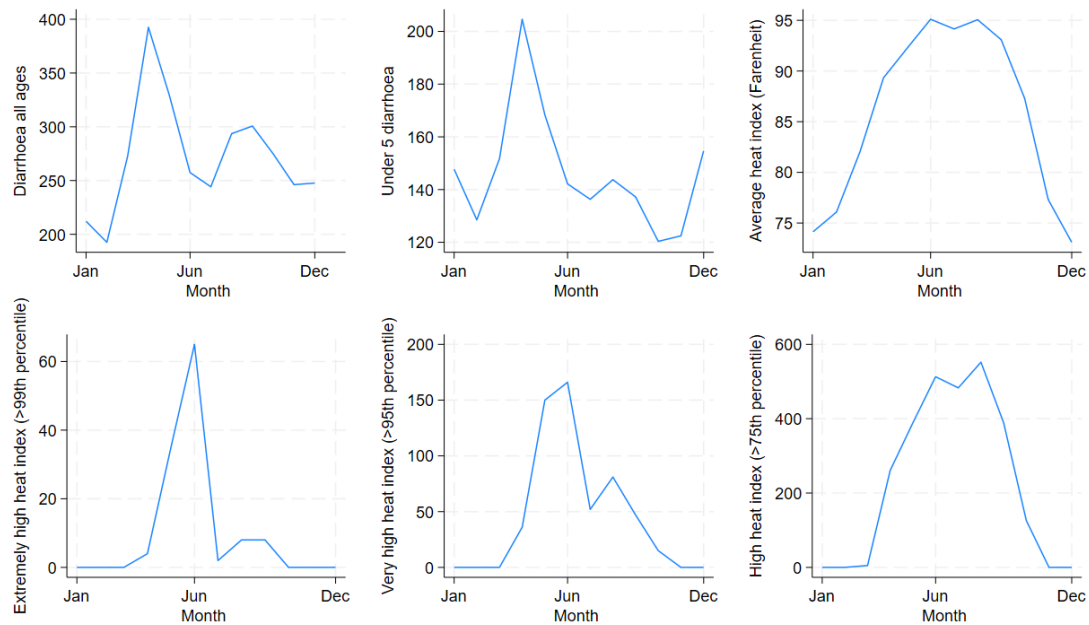 Diarrhoea all ages
400
350
300
250
200
Jan Jun Dec
Month
Under 5 diarrhoea
200
180
160
140
120
Jan Jun Dec
Month
Average heat index (Farenheit)
95
90
85
80
75
Jan Jun Dec
Month
Extremely high heat index (>99th percentile)
60
40
20
0
Jan Jun Dec
Month
Very high heat index (>95th percentile)
200
150
100
50
0
Jan Jun Dec
Month
High heat index (>75th percentile)
600
400
200
0
Jan Jun Dec
Month